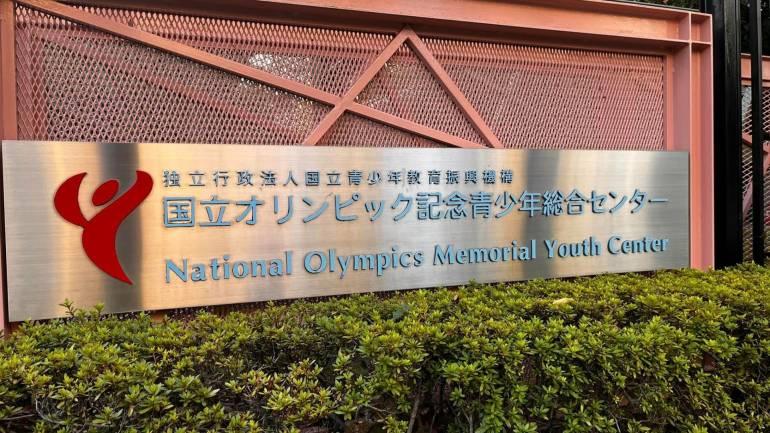 独立行政法人国立青少年教育振興機構
国立オリンピック記念青少年総合センター
National Olympics Memorial Youth Center